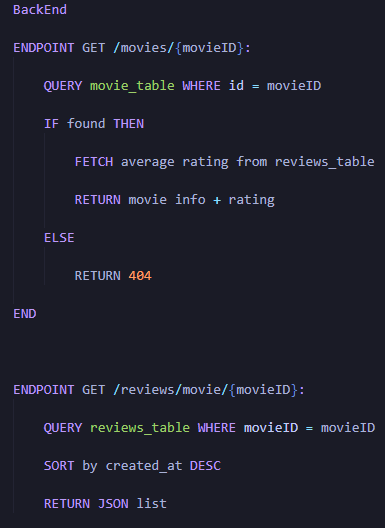 BackEnd
ENDPOINT GET /movies/{movieID}:
QUERY movie_table WHERE id = movieID
IF found THEN
FETCH average rating from reviews_table
RETURN movie info + rating
ELSE
RETURN 404
END
ENDPOINT GET /reviews/movie/{movieID}:
QUERY reviews_table WHERE movieID = movieID
SORT by created_at DESC
RETURN JSON list